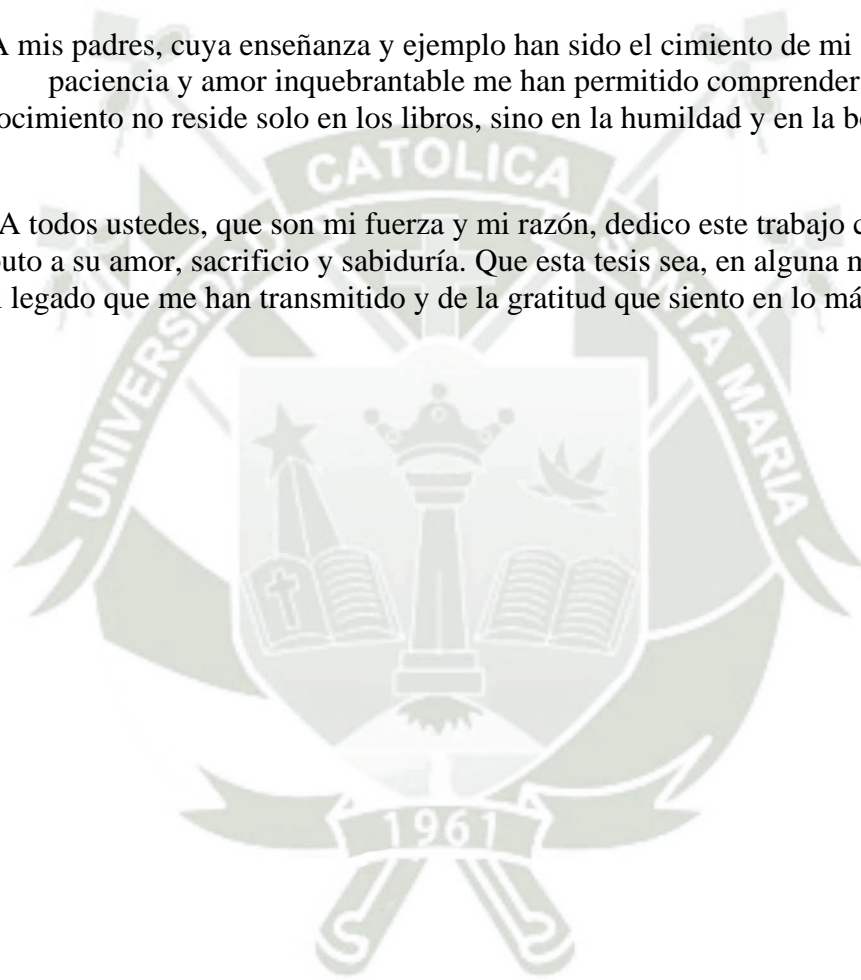 A mis padres, cuya enseñanza y ejemplo han sido el cimiento de mi
paciencia y amor inquebrantable me han permitido comprender
ocimiento no reside solo en los libros, sino en la humildad y en la
A todos ustedes, que son mi fuerza y mi razón, dedico este trabajo
buto a su amor, sacrificio y sabiduría. Que esta tesis sea, en alguna
legado que me han transmitido y de la gratitud que siento en lo má
UNIVERSI CATOLICA SANTA MARIA
1961